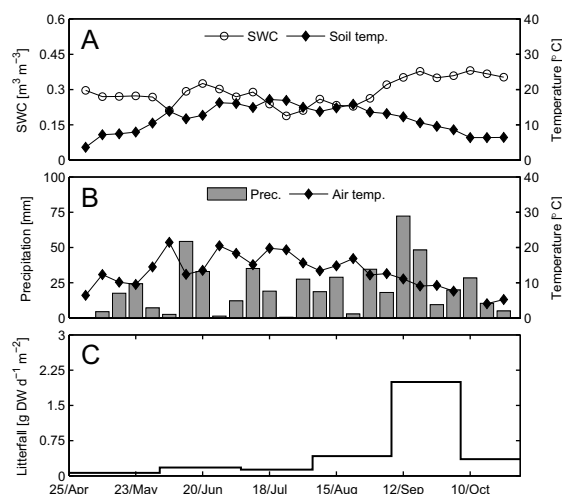 A
SWC
Soil temp.
0.6
0.45
0.3
0.15
0
SWC [m³ m⁻³]
40
30
20
10
0
Temperature [° C]
B
Prec.
Air temp.
100
75
50
25
0
Precipitation [mm]
40
30
20
10
0
Temperature [° C]
C
3
2.25
1.5
0.75
0
Litterfall [g DW d⁻¹ m⁻²]
25/Apr 23/May 20/Jun 18/Jul 15/Aug 12/Sep 10/Oct